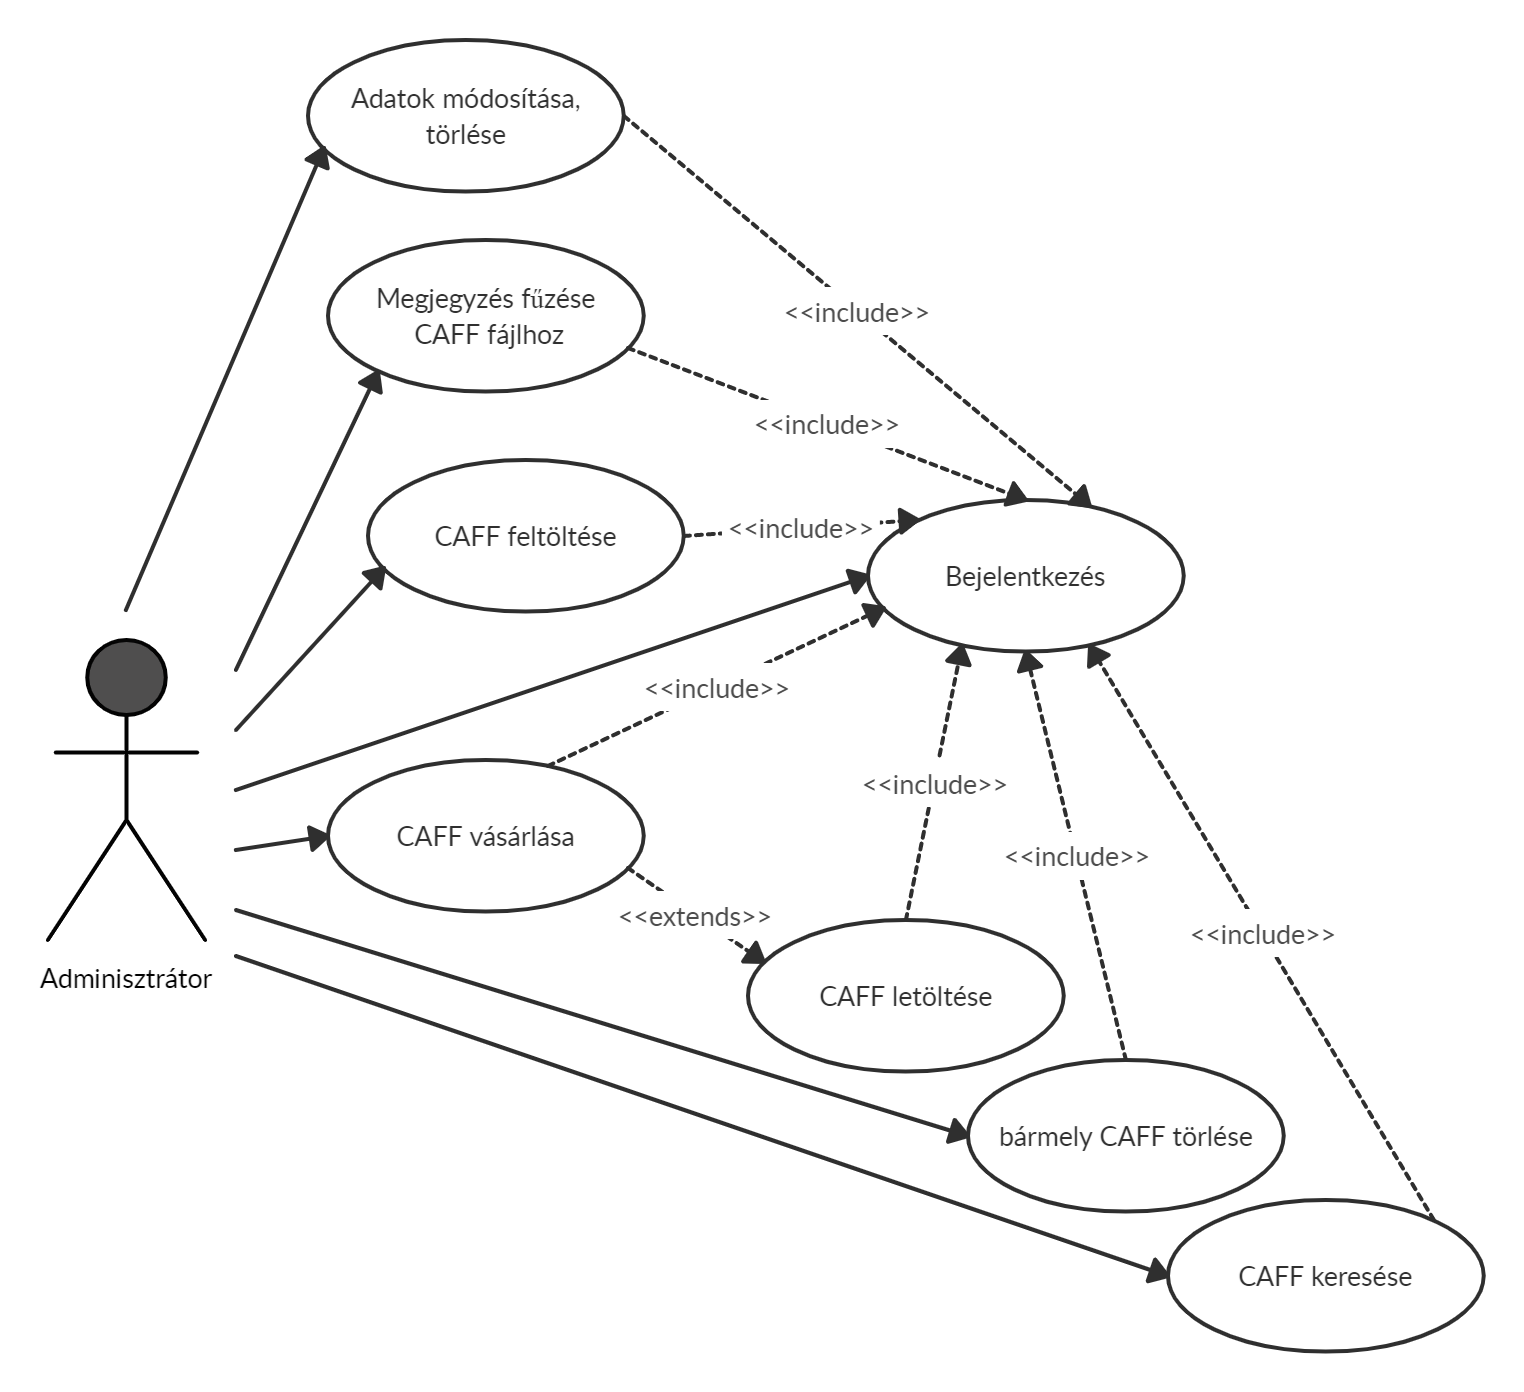 Adatok módosítása,
törlése
<<include>>
Megjegyzés fűzése
CAFF fájlhoz
<<include>>
CAFF feltöltése
<<include>>
Bejelentkezés
<<include>>
<<include>>
CAFF vásárlása
<<include>>
<<extends>>
<<include>>
Adminisztrátor
CAFF letöltése
bármely CAFF törlése
CAFF keresése